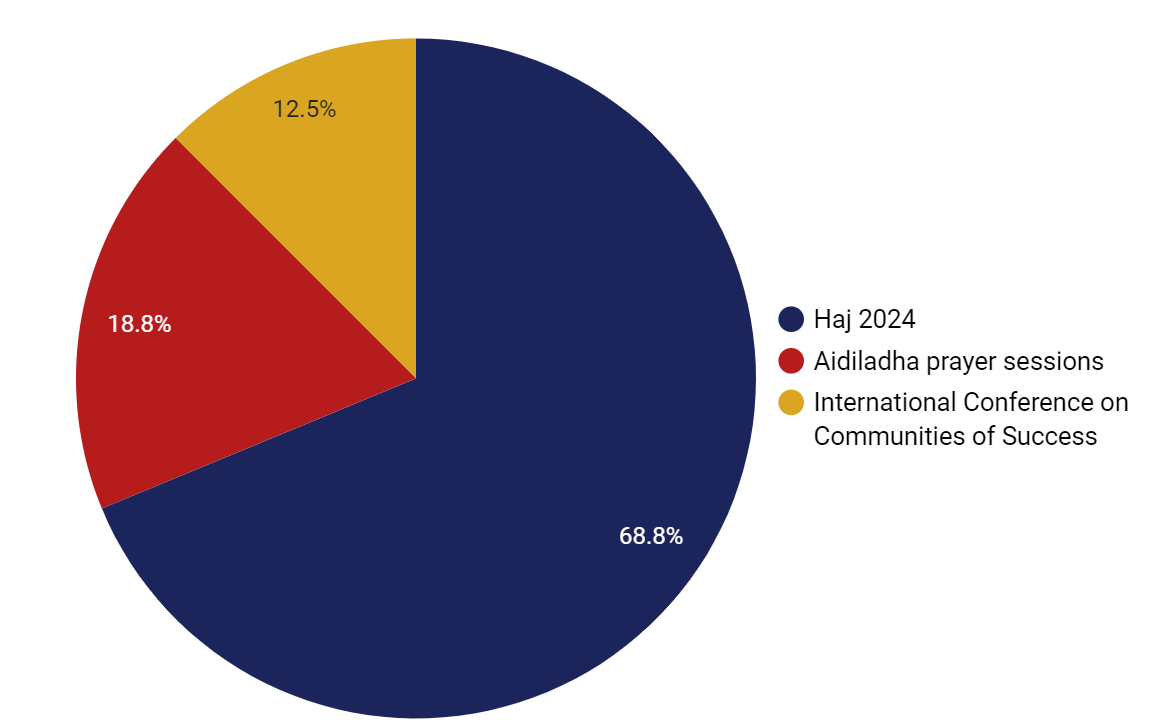 12.5%
18.8%
68.8%
Haj 2024
Aidiladha prayer sessions
International Conference on
Communities of Success